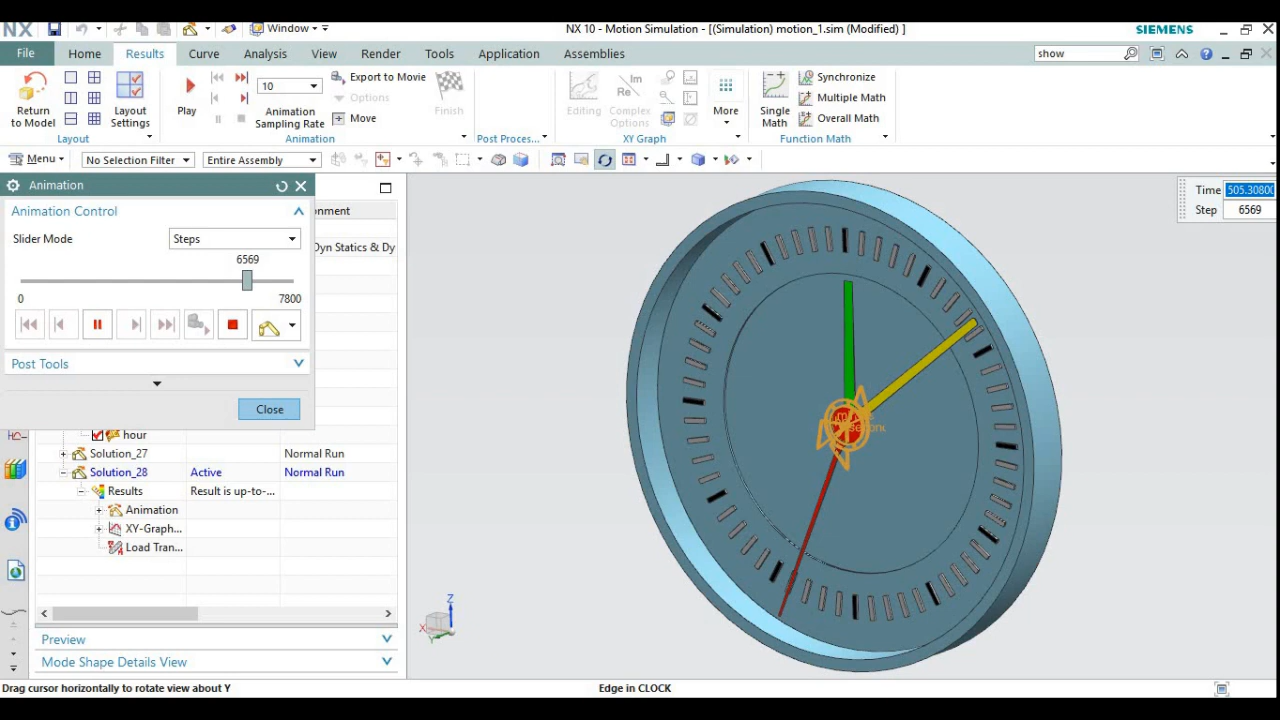 NX
Window
NX 10 - Motion Simulation - [(Simulation) motion_1.sim (Modified) ]
SIEMENS
File
Home
Results
Curve
Analysis
View
Render
Tools
Application
Assemblies
show
Return
to Model
Layout
Settings
Play
10
Animation
Sampling Rate
Export to Movie
Options
Move
Finish
Editing
Re Im
Complex
Options
More
Single
Math
Synchronize
Multiple Math
Overall Math
Layout
Animation
Post Proces...
XY Graph
Function Math
Menu
No Selection Filter
Entire Assembly
Animation
Animation Control
Slider Mode
Steps
6569
0
7800
Post Tools
Close
nment
Dyn Statics & Dy
hour
Solution_27
Normal Run
Solution_28
Active
Normal Run
Results
Result is up-to-...
Animation
XY-Graph...
Load Tran...
Preview
Mode Shape Details View
Time
505.30800
Step
6569
Z
X
Drag cursor horizontally to rotate view about Y
Edge in CLOCK